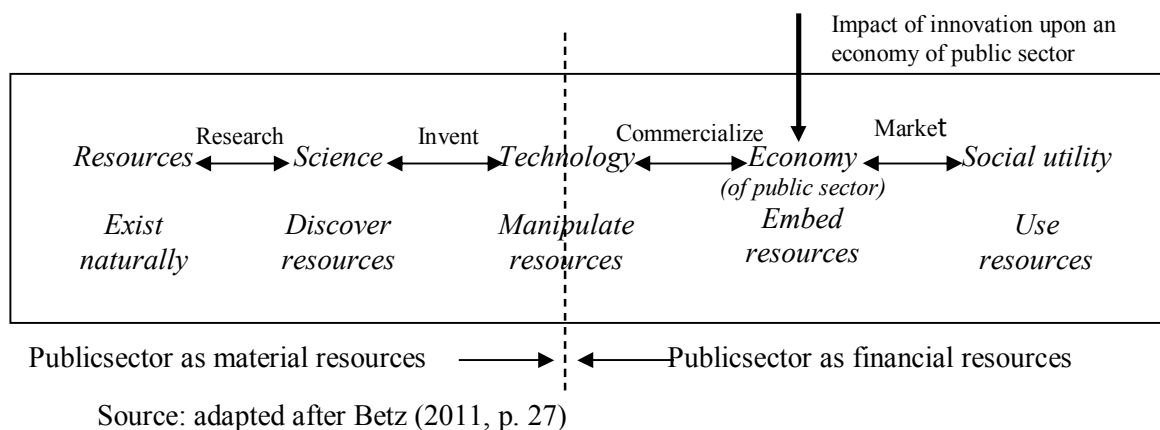 Impact of innovation upon an
economy of public sector
Research
Invent
Commercialize
Market
Resources
Science
Technology
Economy
Social utility
(of public sector)
Exist
naturally
Discover
resources
Manipulate
resources
Embed
resources
Use
resources
Publicsector as material resources
Publicsector as financial resources
Source: adapted after Betz (2011, p. 27)